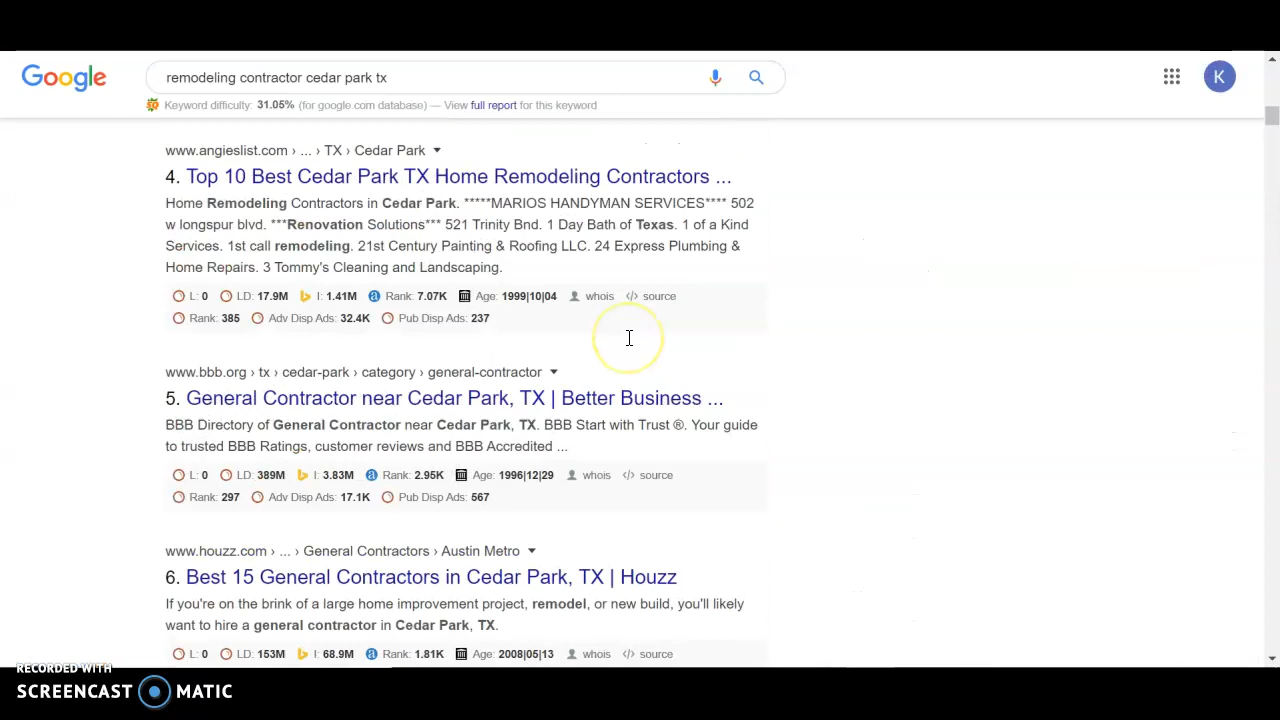 Google
remodeling contractor cedar park tx
K
Keyword difficulty: 31.05% (for google.com database) — View full report for this keyword
www.angieslist.com › ... › TX › Cedar Park
4. Top 10 Best Cedar Park TX Home Remodeling Contractors ...
Home Remodeling Contractors in Cedar Park. *****MARIOS HANDYMAN SERVICES**** 502
w longspur blvd. ***Renovation Solutions*** 521 Trinity Bnd. 1 Day Bath of Texas. 1 of a Kind
Services. 1st call remodeling. 21st Century Painting & Roofing LLC. 24 Express Plumbing &
Home Repairs. 3 Tommy's Cleaning and Landscaping.
L: 0 LD: 17.9M I: 1.41M Rank: 7.07K Age: 1999|10|04 whois source
Rank: 385 Adv Disp Ads: 32.4K Pub Disp Ads: 237
www.bbb.org › tx › cedar-park › category › general-contractor
5. General Contractor near Cedar Park, TX | Better Business ...
BBB Directory of General Contractor near Cedar Park, TX. BBB Start with Trust ®. Your guide
to trusted BBB Ratings, customer reviews and BBB Accredited ...
L: 0 LD: 389M I: 3.83M Rank: 2.95K Age: 1996|12|29 whois source
Rank: 297 Adv Disp Ads: 17.1K Pub Disp Ads: 567
www.houzz.com › ... › General Contractors › Austin Metro
6. Best 15 General Contractors in Cedar Park, TX | Houzz
If you're on the brink of a large home improvement project, remodel, or new build, you'll likely
want to hire a general contractor in Cedar Park, TX.
L: 0 LD: 153M I: 68.9M Rank: 1.81K Age: 2008|05|13 whois source
RECORDED WITH
SCREENCAST MATIC